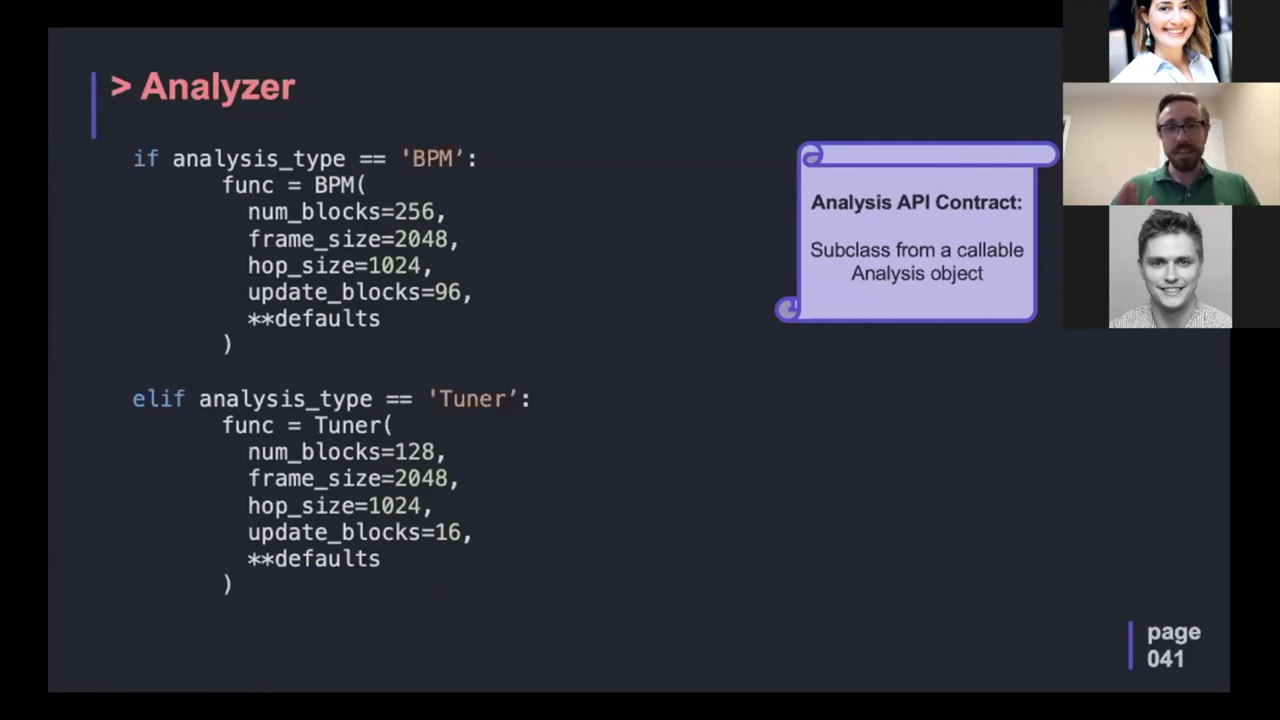 > Analyzer
if analysis_type == 'BPM’:
func = BPM(
num_blocks=256,
frame_size=2048,
hop_size=1024,
update_blocks=96,
**defaults
)
elif analysis_type == 'Tuner’:
func = Tuner(
num_blocks=128,
frame_size=2048,
hop_size=1024,
update_blocks=16,
**defaults
)
Analysis API Contract:
Subclass from a callable
Analysis object
page
041